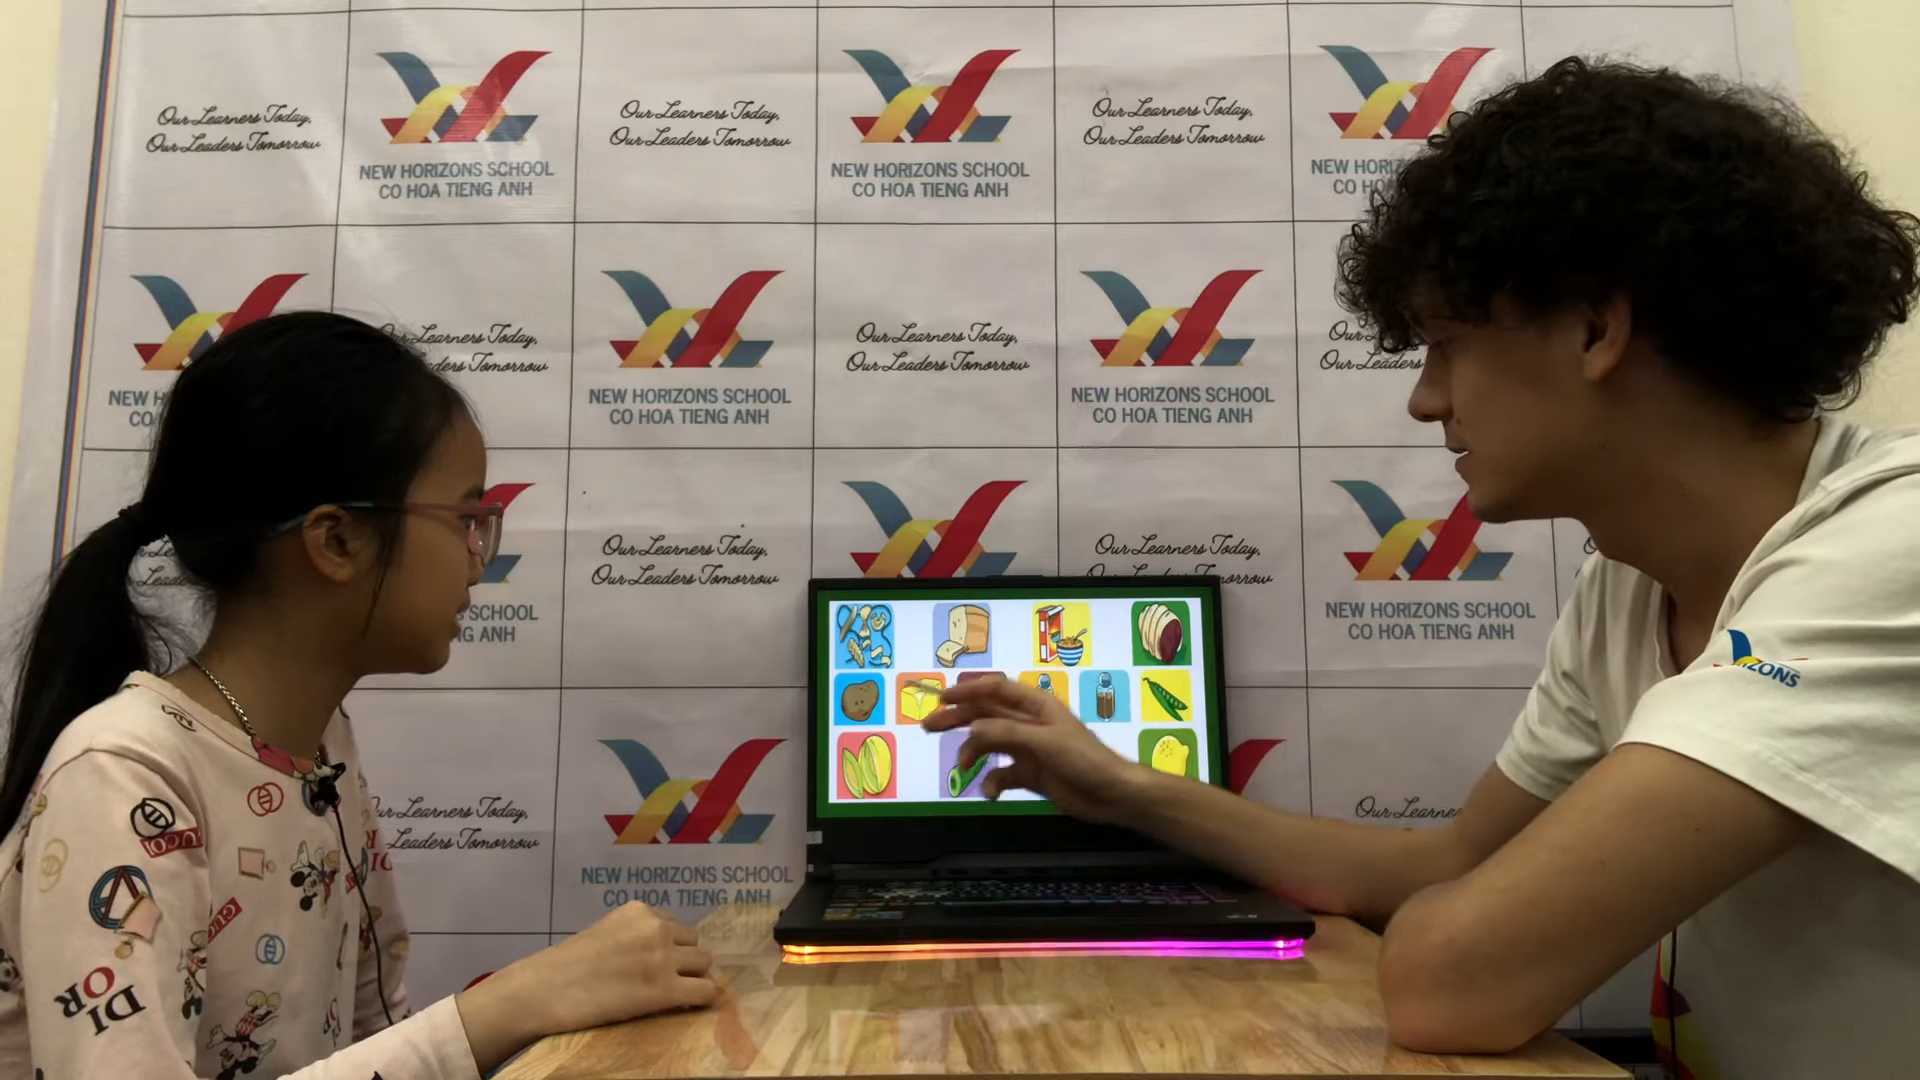 Our Learners Today,
Our Leaders Tomorrow
NEW HORIZONS SCHOOL
CO HOA TIENG ANH
Our Learners Today,
Our Leaders Tomorrow
NEW HORIZONS SCHOOL
CO HOA TIENG ANH
Our Learners Today,
Our Leaders Tomorrow
NEW
CO
Learners Today,
Tomorrow
NEW HORIZONS SCHOOL
CO HOA TIENG ANH
Our Learners Today,
Our Leaders Tomorrow
NEW HORIZONS SCHOOL
CO HOA TIENG ANH
Our Leaders
SCHOOL
ANH
Our Learners Today,
Our Leaders Tomorrow
Our Learners Today,
NEW HORIZONS SCHOOL
CO HOA TIENG ANH
ZONS
Leaders Tomorrow
NEW HORIZONS SCHOOL
CO HOA TIENG ANH
Our
GUCCI
DIOR